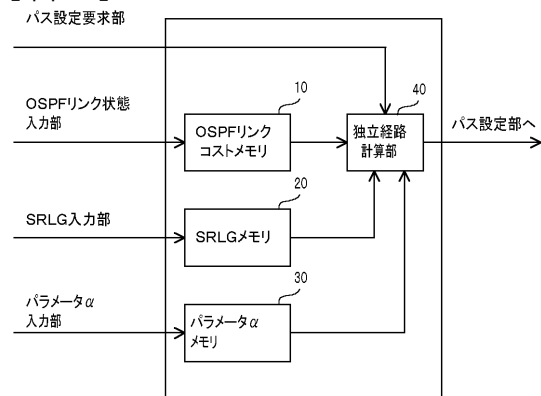 パス設定要求部
OSPFリンク状態
入力部
10
OSPFリンク
コストメモリ
40
独立経路
計算部
パス設定部へ
SRLG入力部
20
SRLGメモリ
パラメータα
入力部
30
パラメータα
メモリ